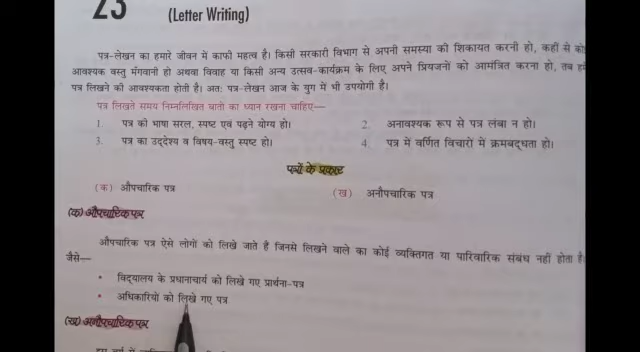 23
(Letter Writing)
पत्र-लेखन का हमारे जीवन में काफी महत्व है। किसी सरकारी विभाग से अपनी समस्या की शिकायत करनी हो, कहीं से कोई
आवश्यक वस्तु मँगवानी हो अथवा विवाह या किसी अन्य उत्सव-कार्यक्रम के लिए अपने प्रियजनों को आमंत्रित करना हो, तब हमें
पत्र लिखने की आवश्यकता होती है। अतः पत्र-लेखन आज के युग में भी उपयोगी है।
पत्र लिखते समय निम्नलिखित बातों का ध्यान रखना चाहिए—
1. पत्र की भाषा सरल, स्पष्ट एवं पढ़ने योग्य हो। 2. अनावश्यक रूप से पत्र लंबा न हो।
3. पत्र का उद्देश्य व विषय-वस्तु स्पष्ट हो। 4. पत्र में वर्णित विचारों में क्रमबद्धता हो।
पत्रों के प्रकार
(क) औपचारिक पत्र (ख) अनौपचारिक पत्र
(क) औपचारिक पत्र
औपचारिक पत्र ऐसे लोगों को लिखे जाते है जिनसे लिखने वाले का कोई व्यक्तिगत या पारिवारिक संबंध नहीं होता है।
जैसे—
• विद्यालय के प्रधानाचार्य को लिखे गए प्रार्थना-पत्र
• अधिकारियों को लिखे गए पत्र
(ख) अनौपचारिक पत्र